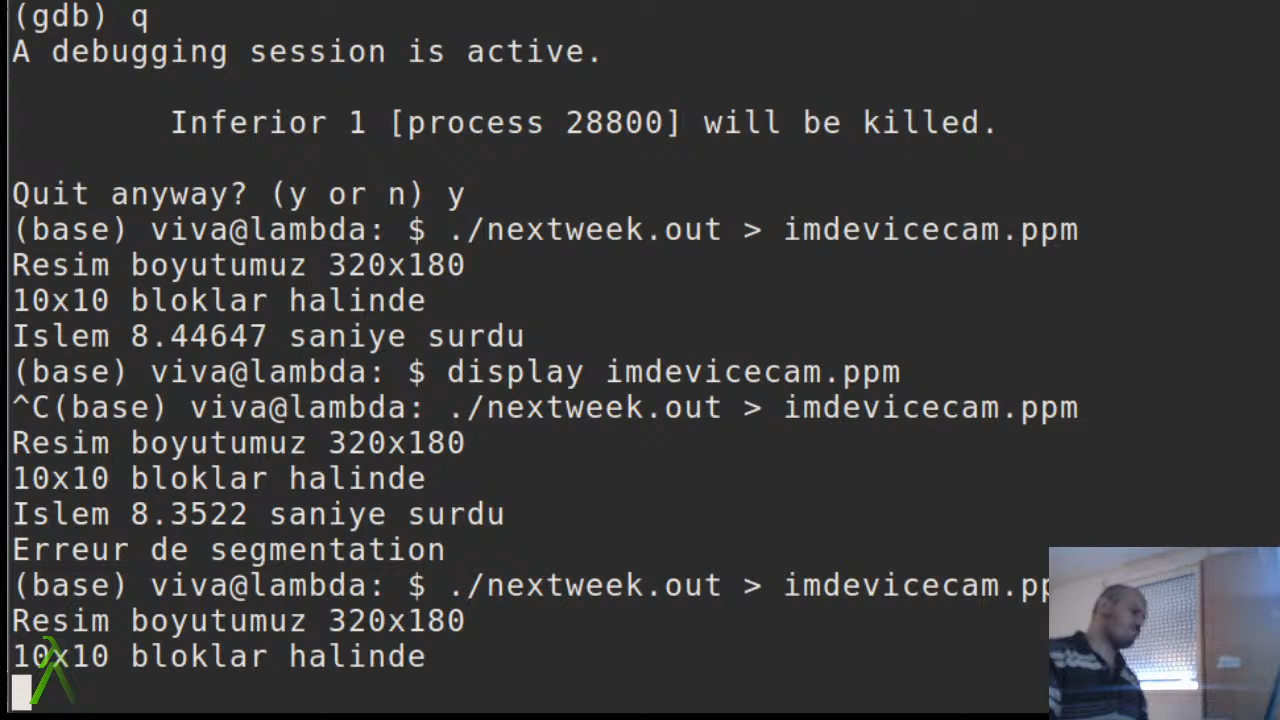 (gdb) q
A debugging session is active.
Inferior 1 [process 28800] will be killed.
Quit anyway? (y or n) y
(base) viva@lambda: $ ./nextweek.out > imdevicecam.ppm
Resim boyutumuz 320x180
10x10 bloklar halinde
Islem 8.44647 saniye surdu
(base) viva@lambda: $ display imdevicecam.ppm
^C(base) viva@lambda: ./nextweek.out > imdevicecam.ppm
Resim boyutumuz 320x180
10x10 bloklar halinde
Islem 8.3522 saniye surdu
Erreur de segmentation
(base) viva@lambda: $ ./nextweek.out > imdevicecam.pp
Resim boyutumuz 320x180
10x10 bloklar halinde